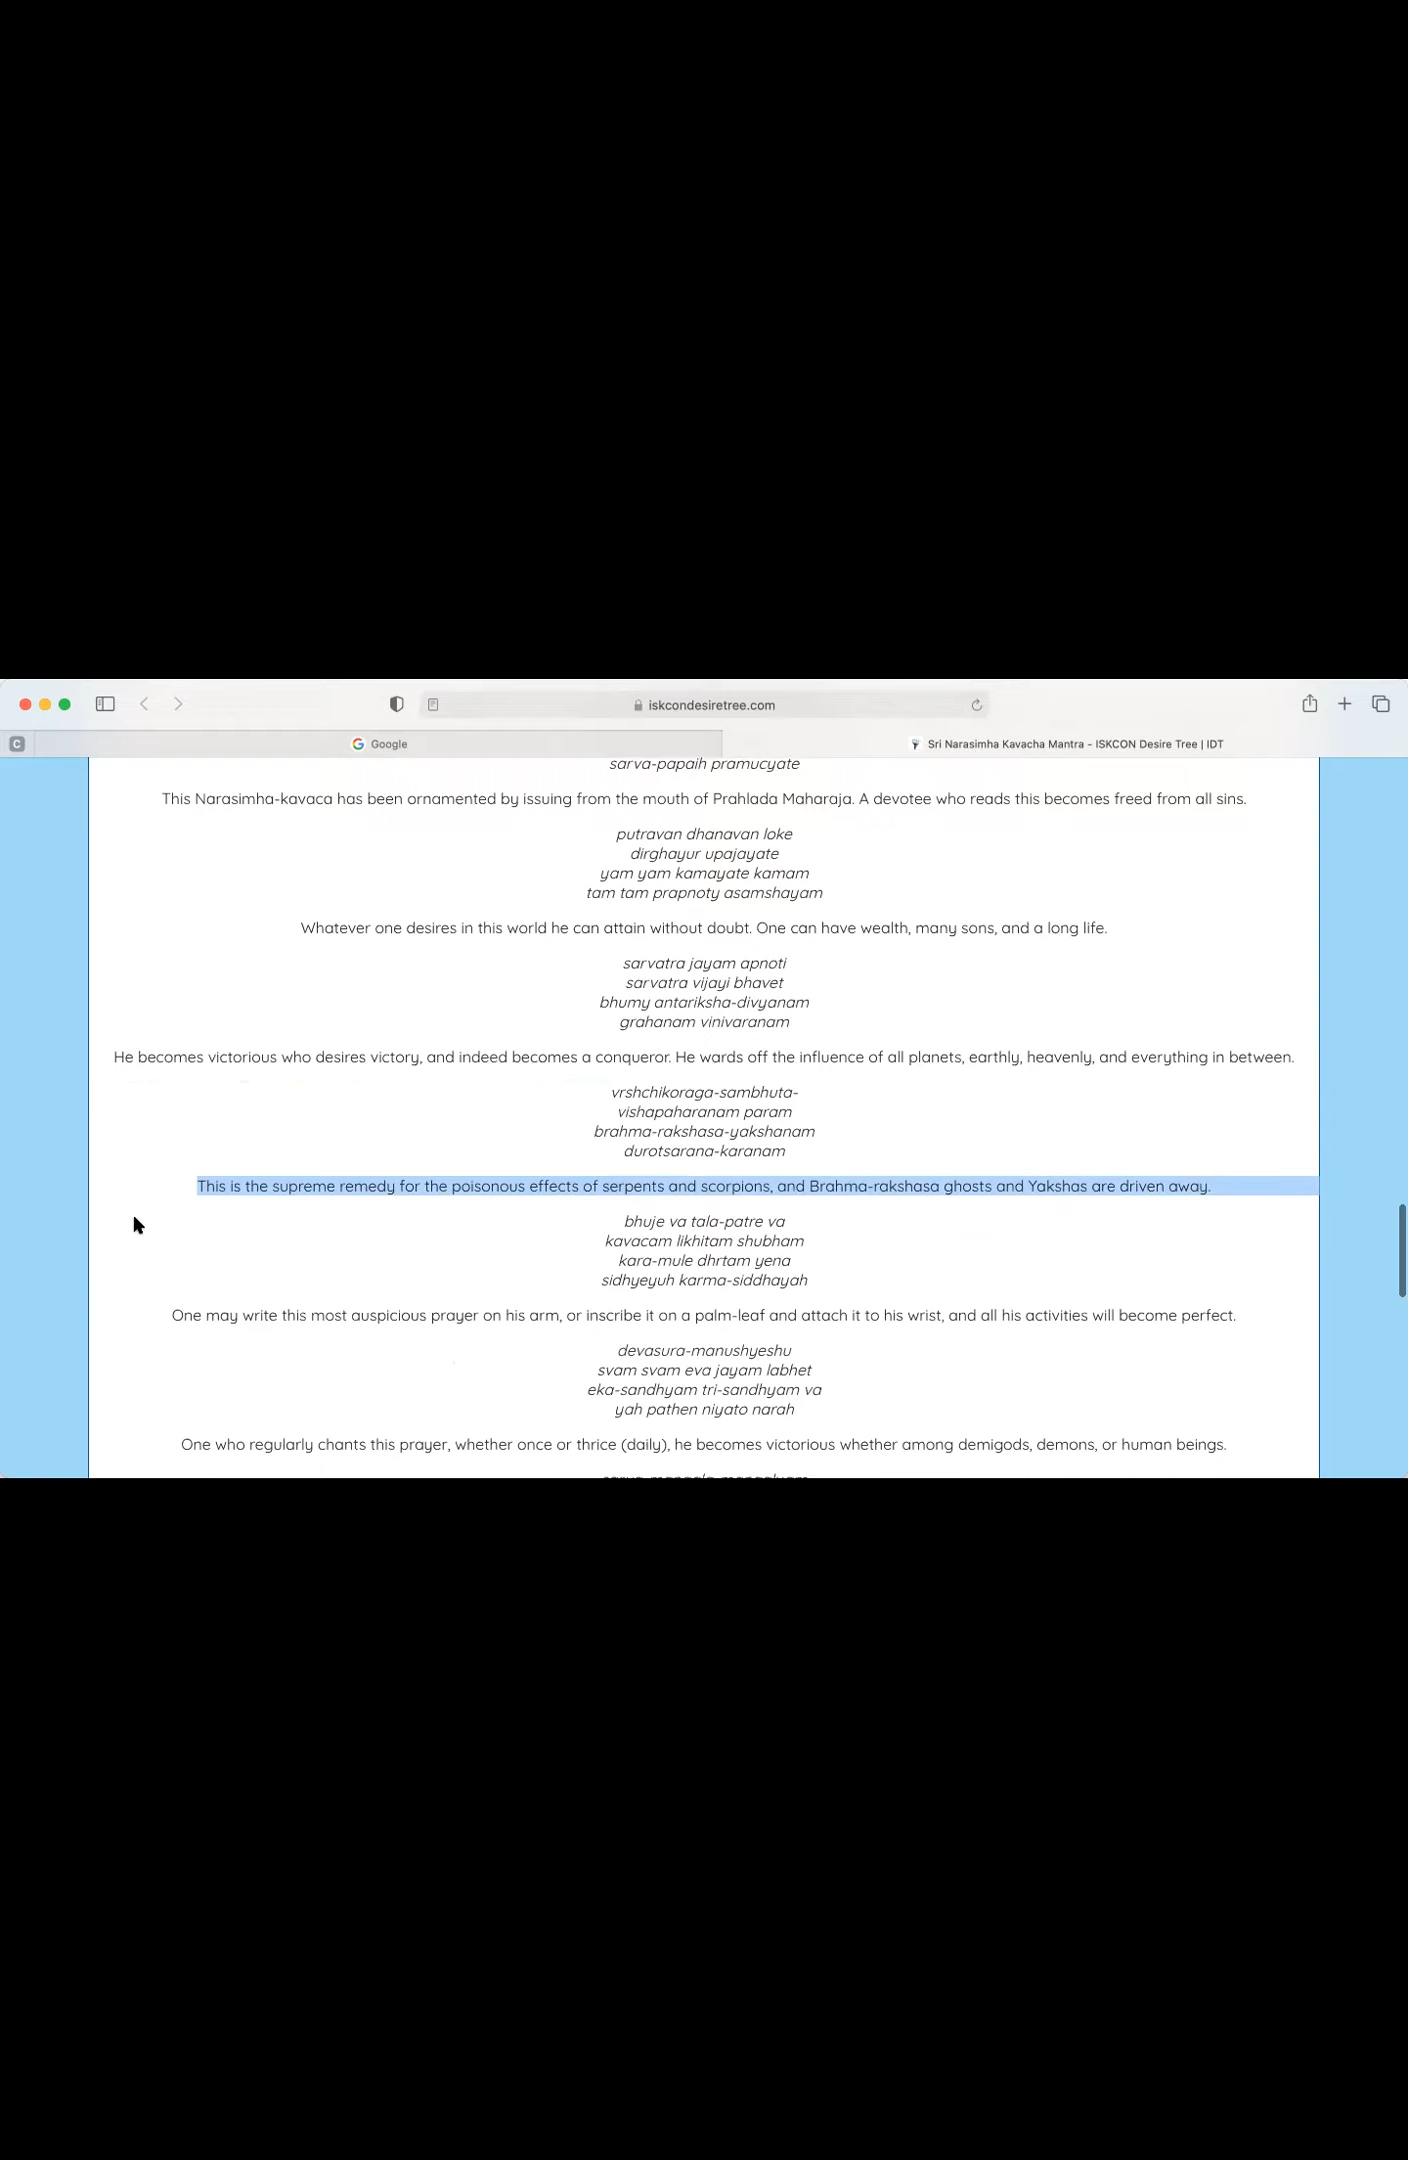 iskcondesiretree.com
C
Google
Sri Narasimha Kavacha Mantra - ISKCON Desire Tree | IDT
sarva-papaih pramucyate
This Narasimha-kavaca has been ornamented by issuing from the mouth of Prahlada Maharaja. A devotee who reads this becomes freed from all sins.
putravan dhanavan loke
dirghayur upajayate
yam yam kamayate kamam
tam tam prapnoty asamshayam
Whatever one desires in this world he can attain without doubt. One can have wealth, many sons, and a long life.
sarvatra jayam apnoti
sarvatra vijayi bhavet
bhumy antariksha-divyanam
grahanam vinivaranam
He becomes victorious who desires victory, and indeed becomes a conqueror. He wards off the influence of all planets, earthly, heavenly, and everything in between.
vrshchikoraga-sambhuta-
vishapaharanam param
brahma-rakshasa-yakshanam
durotsarana-karanam
This is the supreme remedy for the poisonous effects of serpents and scorpions, and Brahma-rakshasa ghosts and Yakshas are driven away.
bhuje va tala-patre va
kavacam likhitam shubham
kara-mule dhrtam yena
sidhyeyuh karma-siddhayah
One may write this most auspicious prayer on his arm, or inscribe it on a palm-leaf and attach it to his wrist, and all his activities will become perfect.
devasura-manushyeshu
svam svam eva jayam labhet
eka-sandhyam tri-sandhyam va
yah pathen niyato narah
One who regularly chants this prayer, whether once or thrice (daily), he becomes victorious whether among demigods, demons, or human beings.